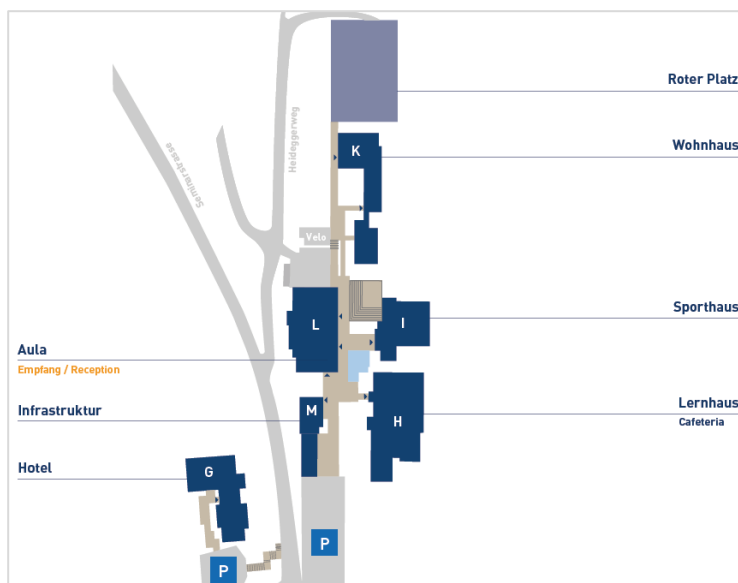 Roter Platz
K
Wohnhaus
Heideggerweg
Seminarstrasse
Velo
Sporthaus
L
I
Aula
Empfang / Reception
Infrastruktur
M
H
Lernhaus
Cafeteria
Hotel
G
P
P